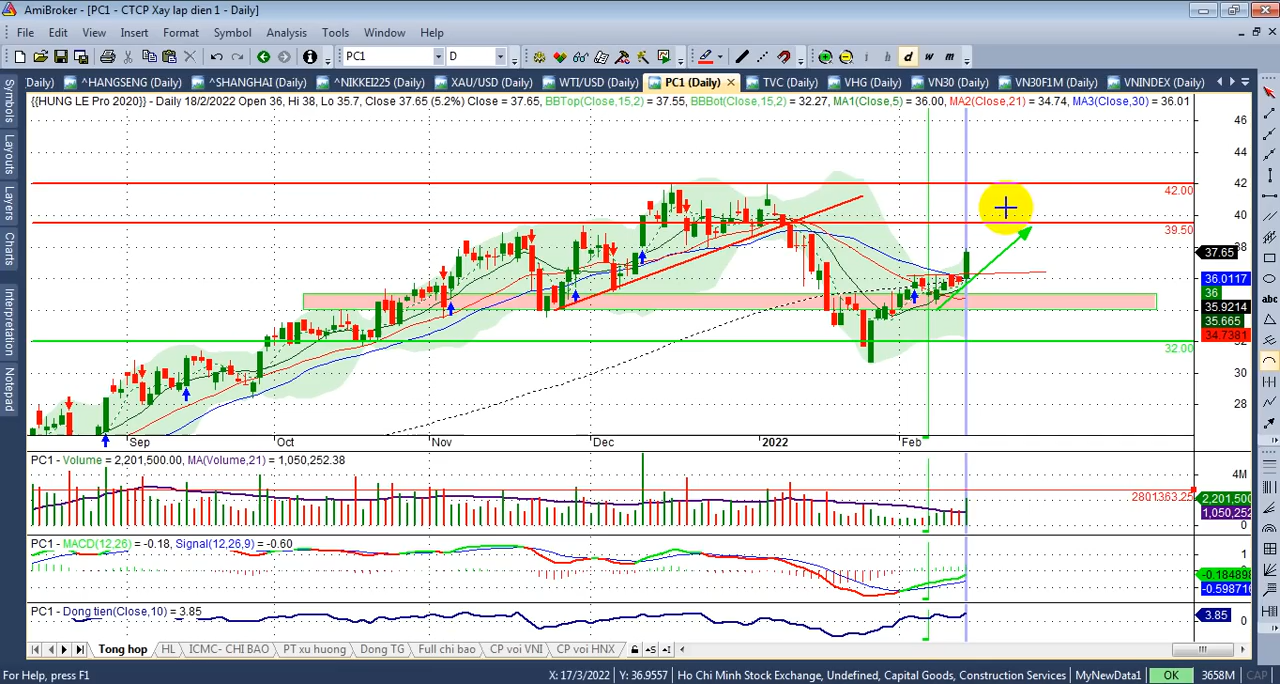 AmiBroker - [PC1 - CTCP Xay lap dien 1 - Daily]
File Edit View Insert Format Symbol Analysis Tools Window Help
PC1 D h d w m
Daily) ^HANGSENG (Daily) ^SHANGHAI (Daily) ^NIKKEI225 (Daily) XAU/USD (Daily) WTI/USD (Daily) PC1 (Daily) TVC (Daily) VHG (Daily) VN30 (Daily) VN30F1M (Daily) VNINDEX (Daily)
{{HUNG LE Pro 2020}} - Daily 18/2/2022 Open 36, Hi 38, Lo 35.7, Close 37.65 (5.2%) Close = 37.65, BBTop(Close,15,2) = 37.55, BBBot(Close,15,2) = 32.27, MA1(Close,5) = 36.00, MA2(Close,21) = 34.74, MA3(Close,30) = 36.01
Symbols
Layouts
Layers
Charts
Interpretation
Notepad
46
44
42
42.00
40
39.50
38
37.65
36.0117
36
35.9214
35.665
34.7381
32
32.00
30
28
abc
Sep Oct Nov Dec 2022 Feb
PC1 - Volume = 2,201,500.00, MA(Volume,21) = 1,050,252.38
4M
2801363.25
2,201,500
1,050,252
0
PC1 - MACD(12,26) = -0.18, Signal(12,26,9) = -0.60
1
0
-0.184898
-0.598716
PC1 - Dong tien(Close,10) = 3.85
3.85
0
Tong hop HL ICMC- CHI BAO PT xu huong Dong TG Full chi bao CP voi VNI CP voi HNX
For Help, press F1 X: 17/3/2022 Y: 36.9557 Ho Chi Minh Stock Exchange, Undefined, Capital Goods, Construction Services MyNewData1 OK 3658M CAP